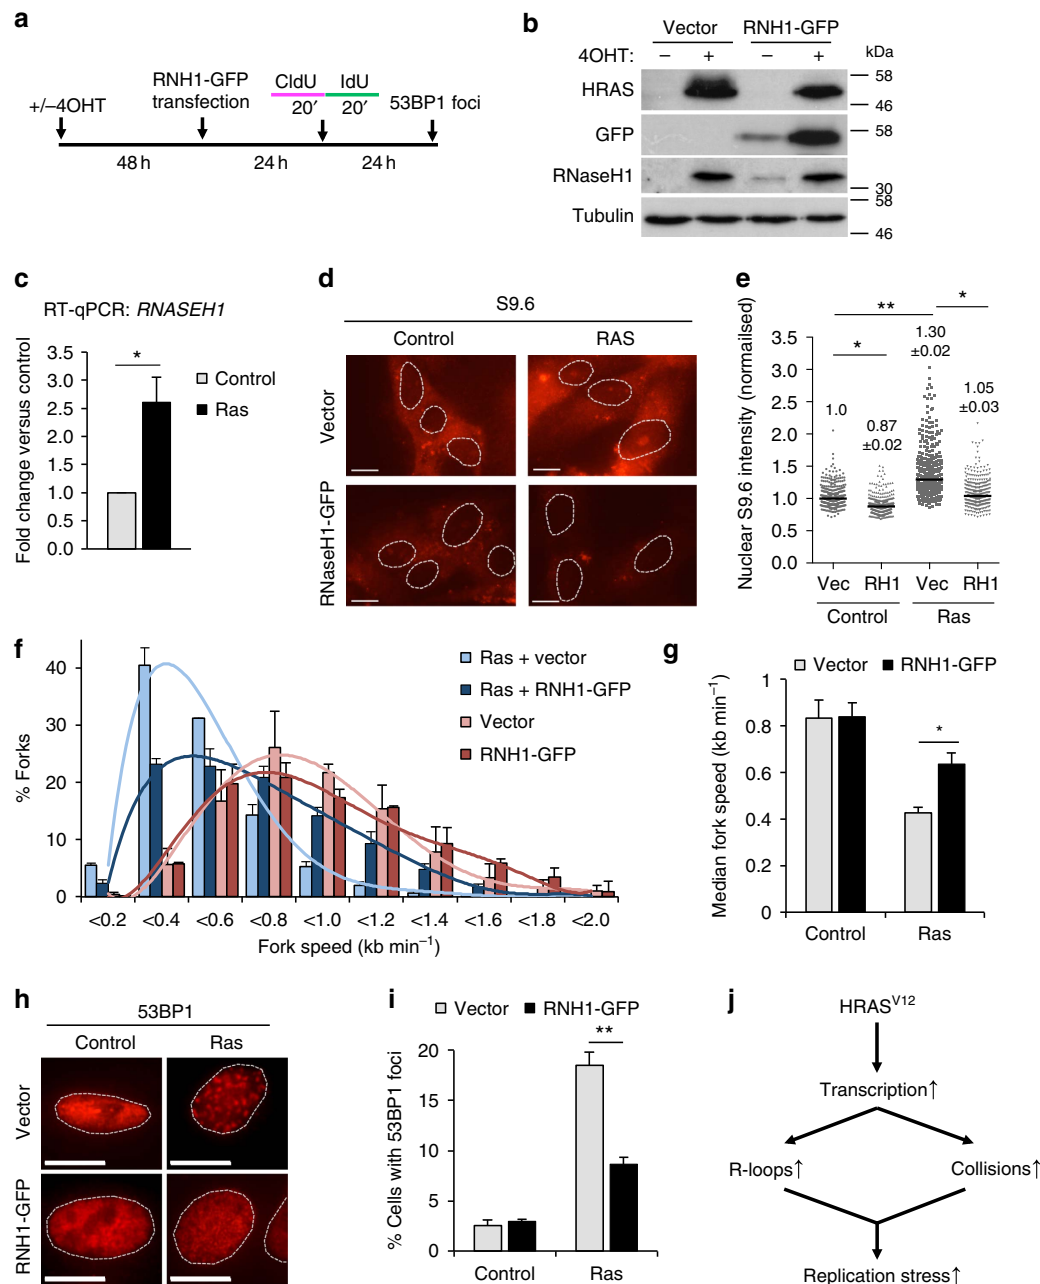 a
RNH1-GFP
transfection
CldU IdU
20′ 20′
+/–4OHT
53BP1 foci
48 h 24 h 24 h
b
Vector RNH1-GFP
4OHT: – + – + kDa
HRAS
58
46
GFP
58
RNaseH1
30
Tubulin
58
46
c
RT-qPCR: RNASEH1
Fold change versus control
3.5
3.0
2.5
2.0
1.5
1.0
0.5
0.0
*
Control
Ras
d
S9.6
Control RAS
Vector
RNaseH1-GFP
e
Nuclear S9.6 intensity (normalised)
3.5
3.0
2.5
2.0
1.5
1.0
0.5
0.0
** *
*
1.0
0.87
±0.02
1.30
±0.02
1.05
±0.03
Vec RH1 Vec RH1
Control Ras
f
% Forks
40
30
20
10
0
Ras + vector
Ras + RNH1-GFP
Vector
RNH1-GFP
<0.2 <0.4 <0.6 <0.8 <1.0 <1.2 <1.4 <1.6 <1.8 <2.0
Fork speed (kb min⁻¹)
g
Vector RNH1-GFP
Median fork speed (kb min⁻¹)
1
0.8
0.6
0.4
0.2
0
*
Control Ras
h
53BP1
Control Ras
Vector
RNH1-GFP
i
Vector RNH1-GFP
% Cells with 53BP1 foci
20
15
10
5
0
**
Control Ras
j
HRASV12
Transcription↑
R-loops↑ Collisions↑
Replication stress↑